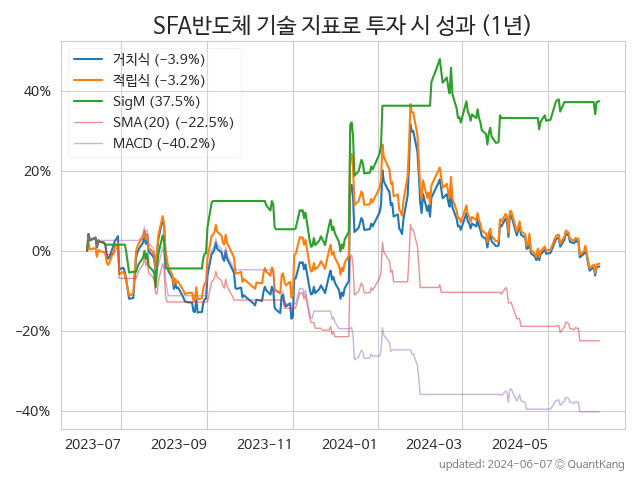 SFA반도체 기술 지표로 투자 시 성과 (1년)
거치식 (−3.9%)
적립식 (−3.2%)
SigM (37.5%)
SMA(20) (−22.5%)
MACD (−40.2%)
40%
20%
0%
−20%
−40%
2023−07 2023−09 2023−11 2024−01 2024−03 2024−05
updated: 2024−06−07 © QuantKang